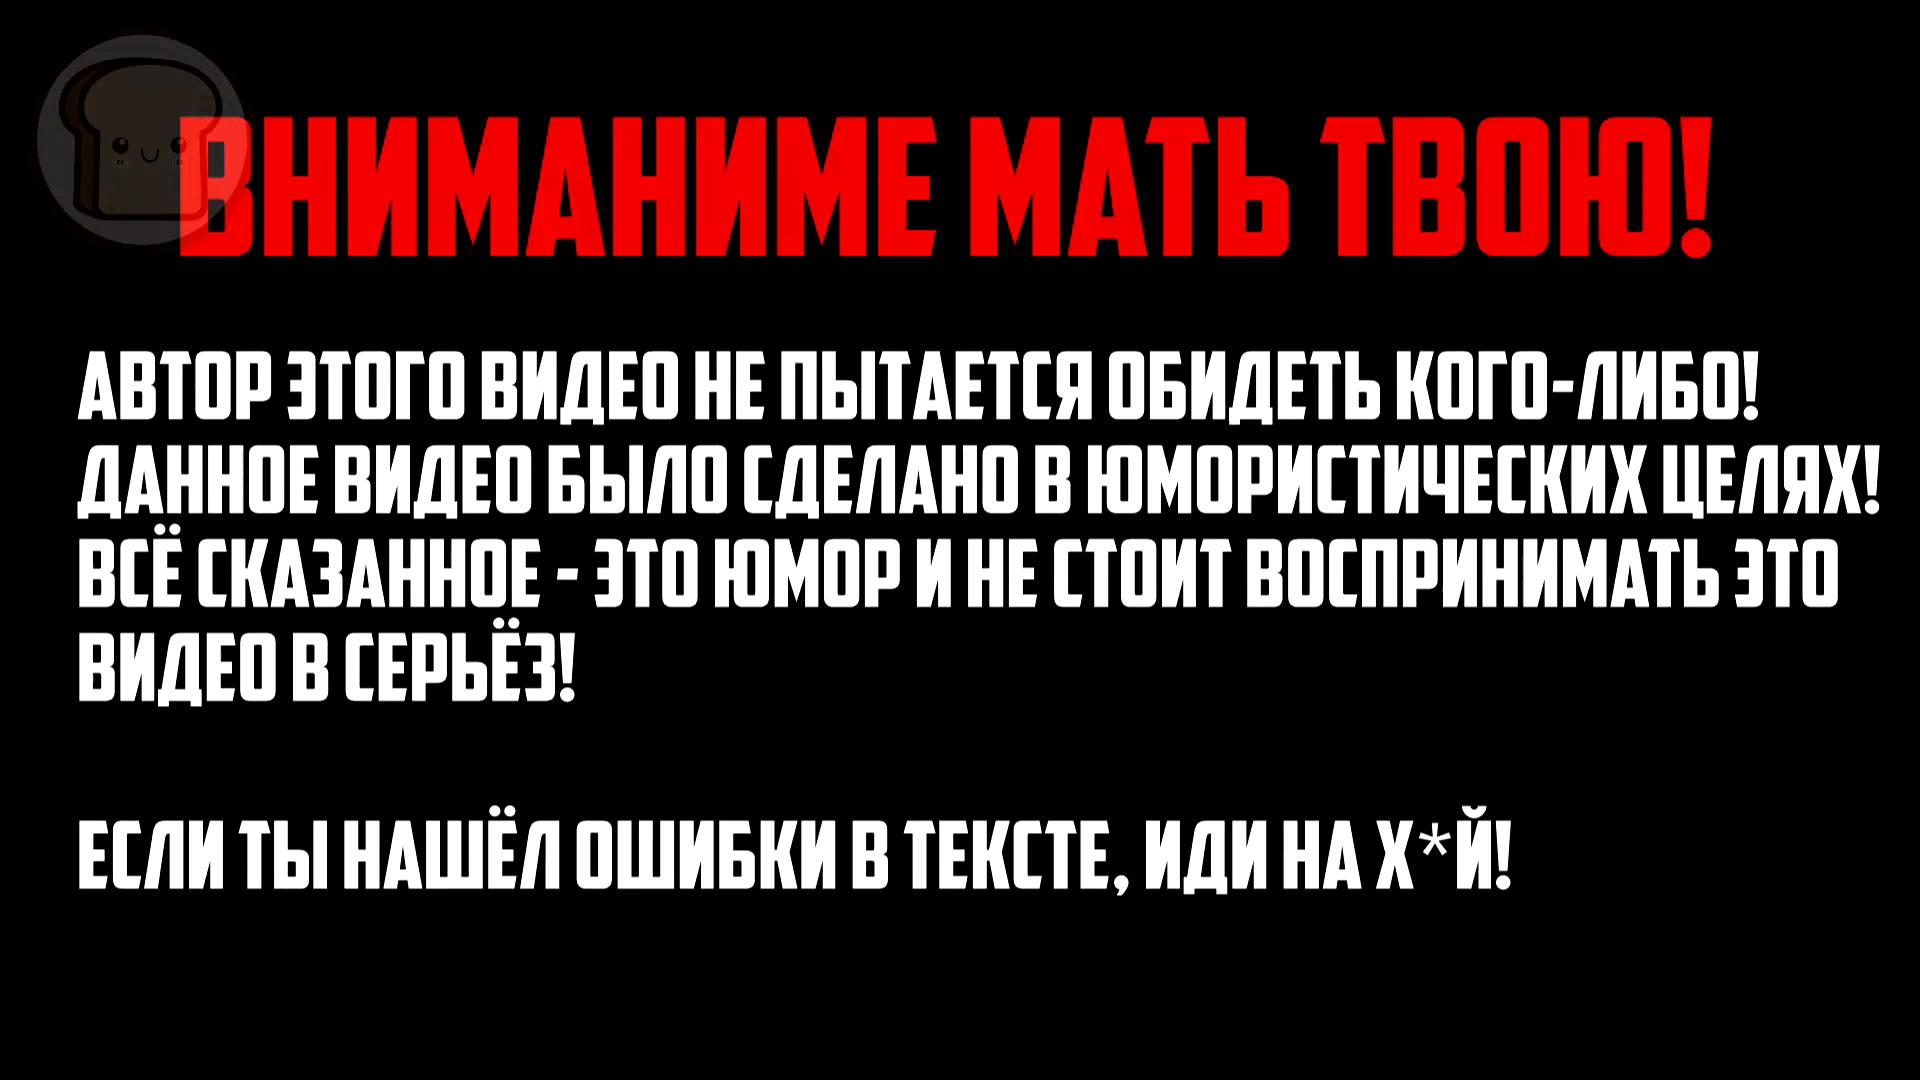 ВНИМАНИМЕ МАТЬ ТВОЮ!
АВТОР ЭТОГО ВИДЕО НЕ ПЫТАЕТСЯ ОБИДЕТЬ КОГО-ЛИБО!
ДАННОЕ ВИДЕО БЫЛО СДЕЛАНО В ЮМОРИСТИЧЕСКИХ ЦЕЛЯХ!
ВСЁ СКАЗАННОЕ - ЭТО ЮМОР И НЕ СТОИТ ВОСПРИНИМАТЬ ЭТО
ВИДЕО В СЕРЬЁЗ!
ЕСЛИ ТЫ НАШЁЛ ОШИБКИ В ТЕКСТЕ, ИДИ НА Х*Й!